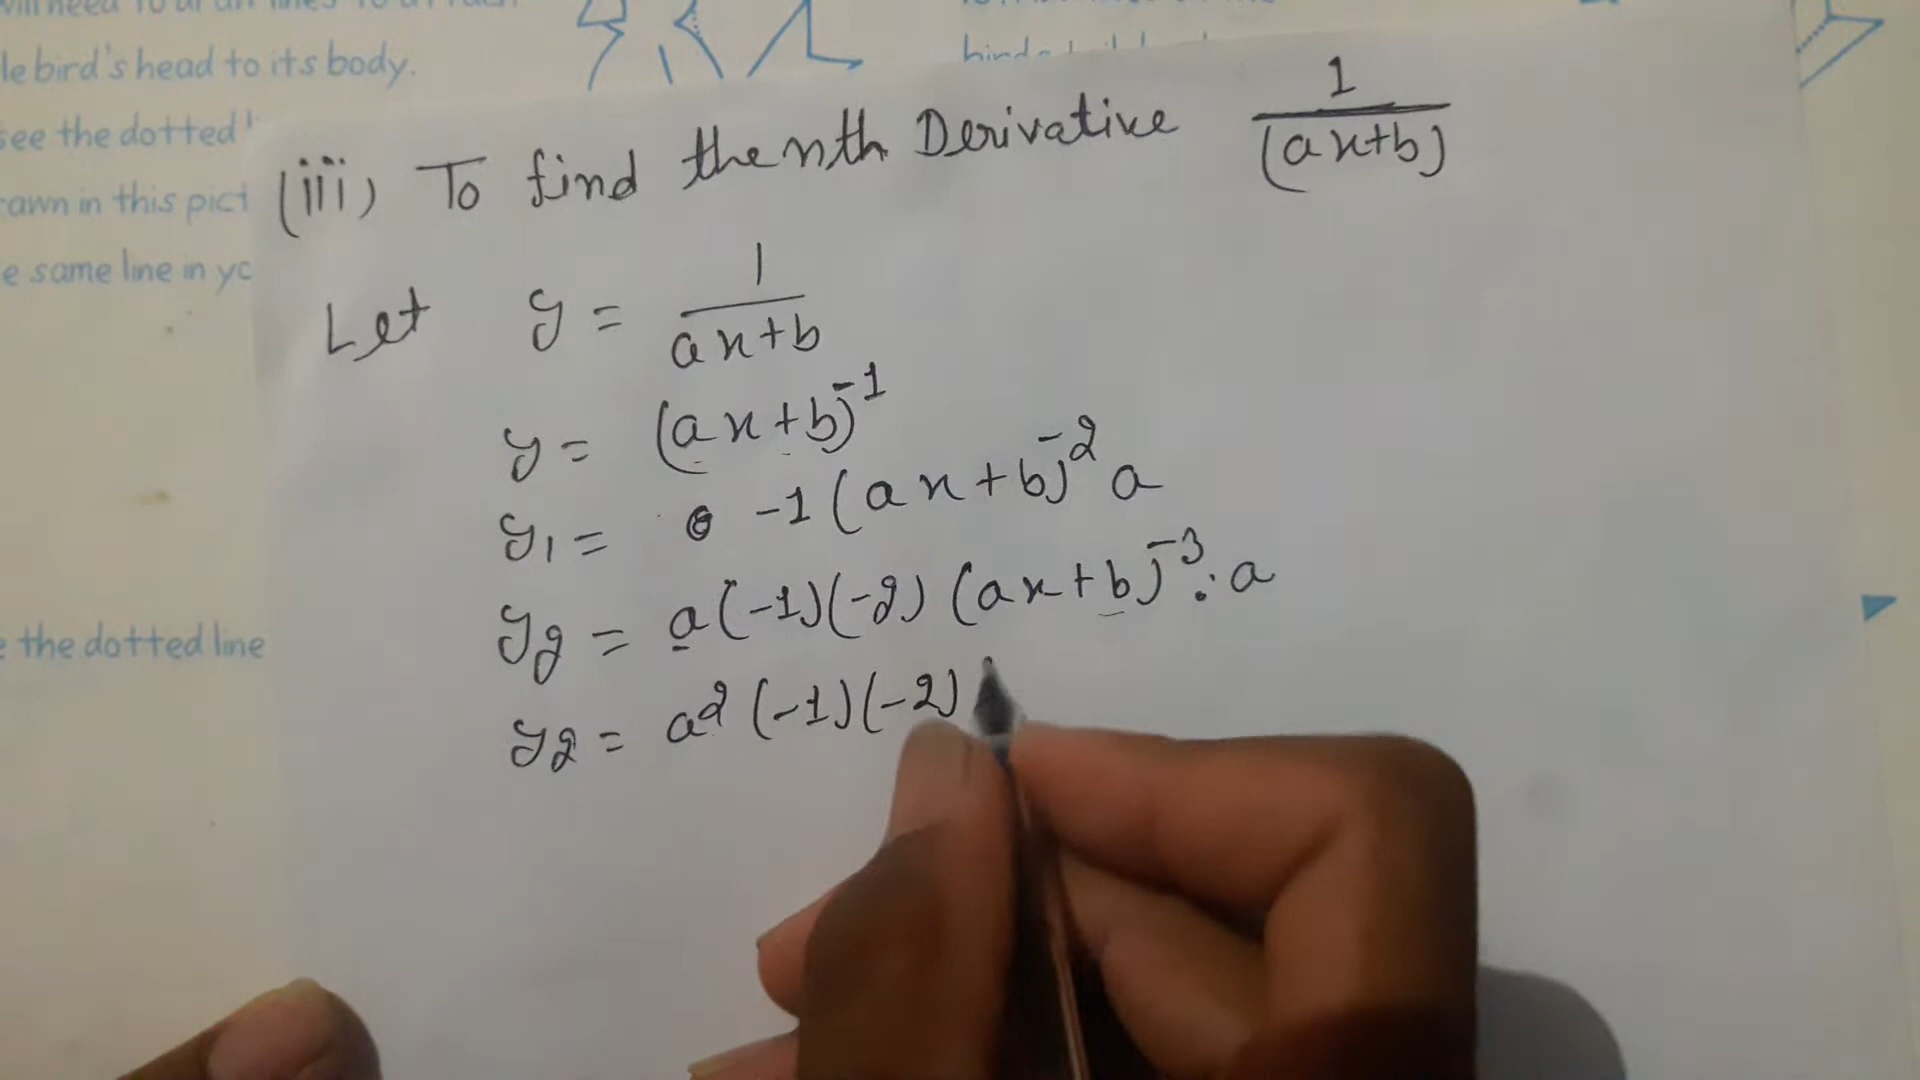 le bird's head to its body.
see the dotted
rawn in this pict
e same line in yo
e the dotted line
(iii) To find the nth Derivative 1/(ax+b)
Let y = 1/ax+b
y = (ax+b)⁻¹
y₁ = -1(ax+b)⁻² a
y₂ = a(-1)(-2)(ax+b)⁻³ . a
y₂ = a² (-1)(-2)